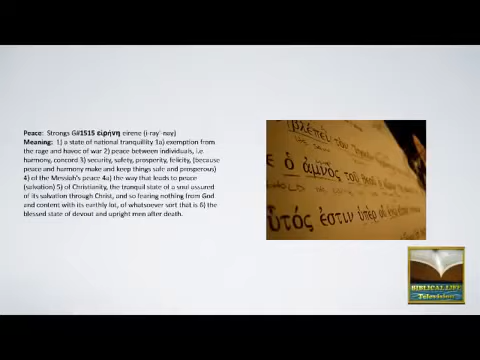 Peace: Strongs G#1515 εἰρήνη eirene (i-ray'-nay)
Meaning: 1) a state of national tranquillity 1a) exemption from
the rage and havoc of war 2) peace between individuals, i.e.
harmony, concord 3) security, safety, prosperity, felicity, (because
peace and harmony make and keep things safe and prosperous)
4) of the Messiah's peace 4a) the way that leads to peace
(salvation) 5) of Christianity, the tranquil state of a soul assured
of its salvation through Christ, and so fearing nothing from God
and content with its earthly lot, of whatsoever sort that is 6) the
blessed state of devout and upright men after death.
βλέπει τὸν
ὁ ἀμνὸς τοῦ
οὗτός ἐστιν ὑπὲρ οὗ
BIBLICAL LIFE
Television